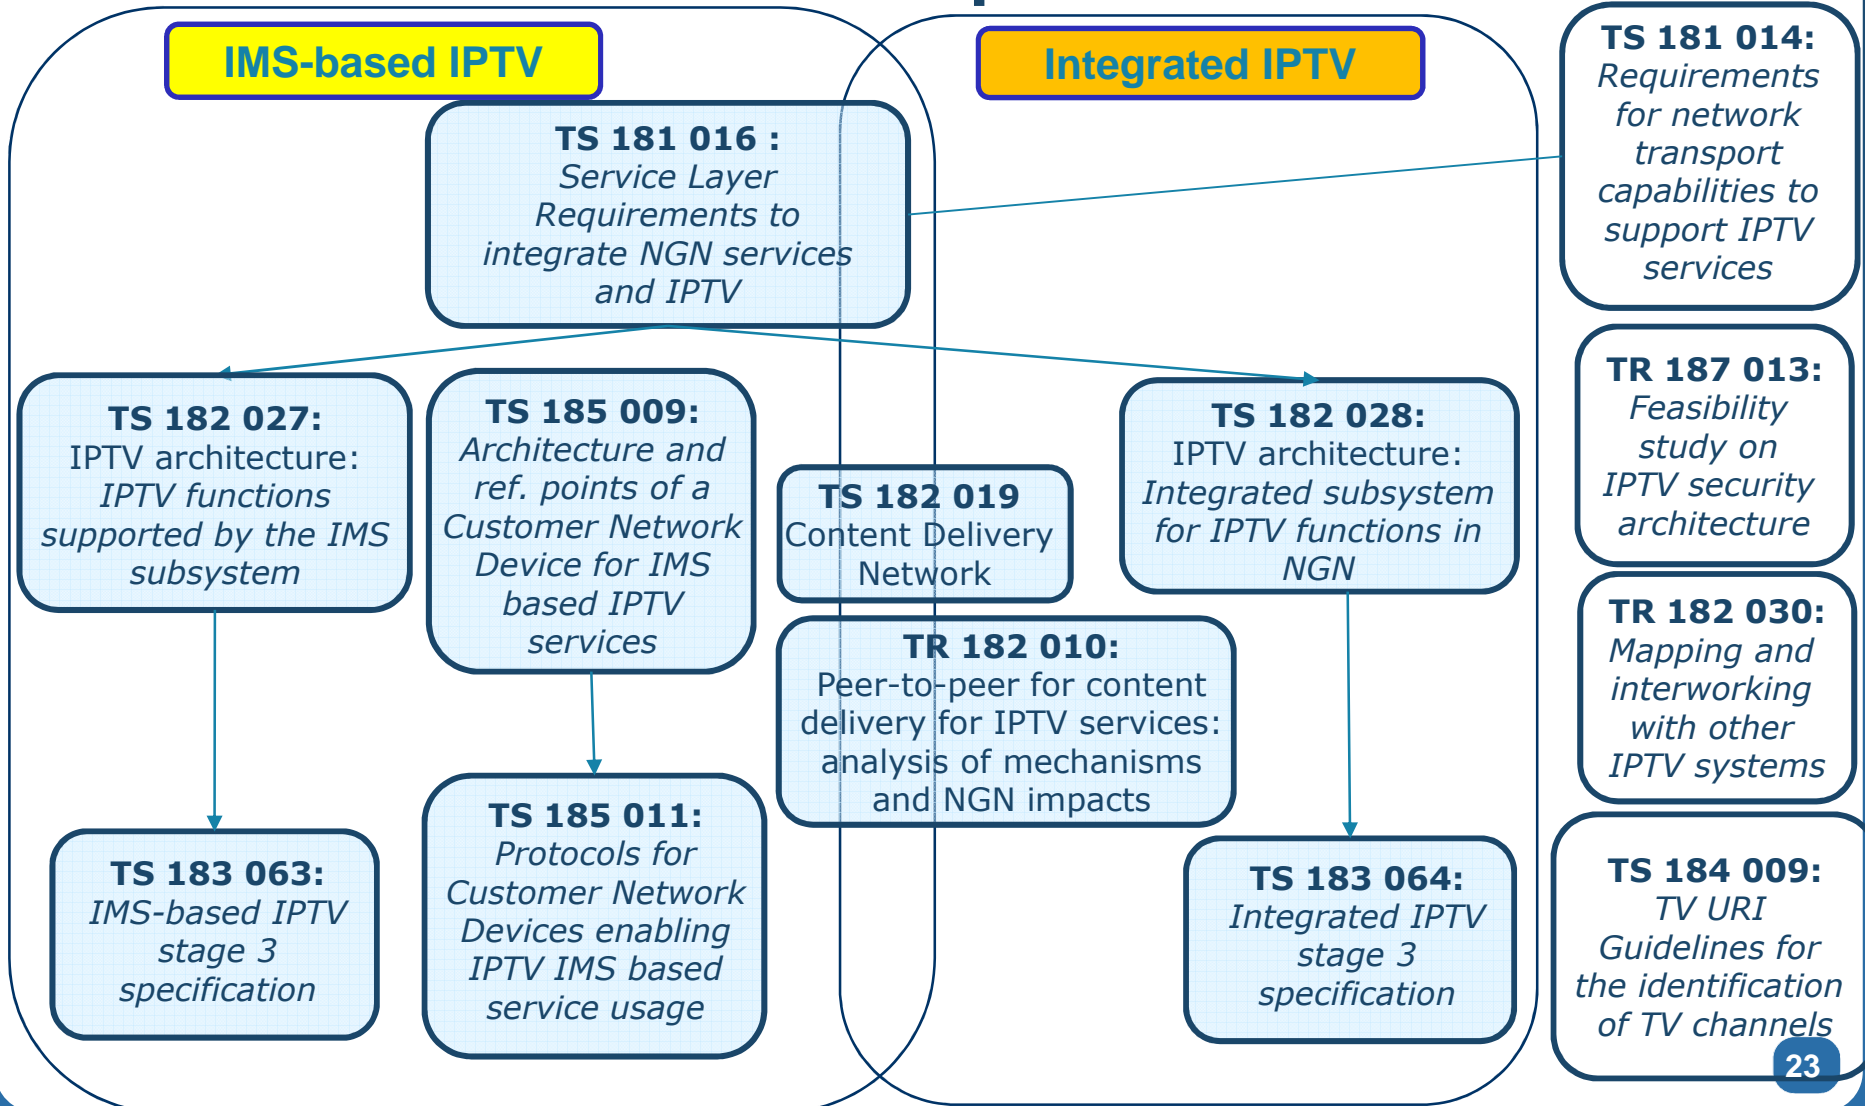 IMS-based IPTV
Integrated IPTV
TS 181 016 :
Service Layer
Requirements to
integrate NGN services
and IPTV
TS 182 027:
IPTV architecture:
IPTV functions
supported by the IMS
subsystem
TS 185 009:
Architecture and
ref. points of a
Customer Network
Device for IMS
based IPTV
services
TS 182 019
Content Delivery
Network
TS 182 028:
IPTV architecture:
Integrated subsystem
for IPTV functions in
NGN
TR 182 010:
Peer-to-peer for content
delivery for IPTV services:
analysis of mechanisms
and NGN impacts
TS 183 063:
IMS-based IPTV
stage 3
specification
TS 185 011:
Protocols for
Customer Network
Devices enabling
IPTV IMS based
service usage
TS 183 064:
Integrated IPTV
stage 3
specification
TS 181 014:
Requirements
for network
transport
capabilities to
support IPTV
services
TR 187 013:
Feasibility
study on
IPTV security
architecture
TR 182 030:
Mapping and
interworking
with other
IPTV systems
TS 184 009:
TV URI
Guidelines for
the identification
of TV channels
23